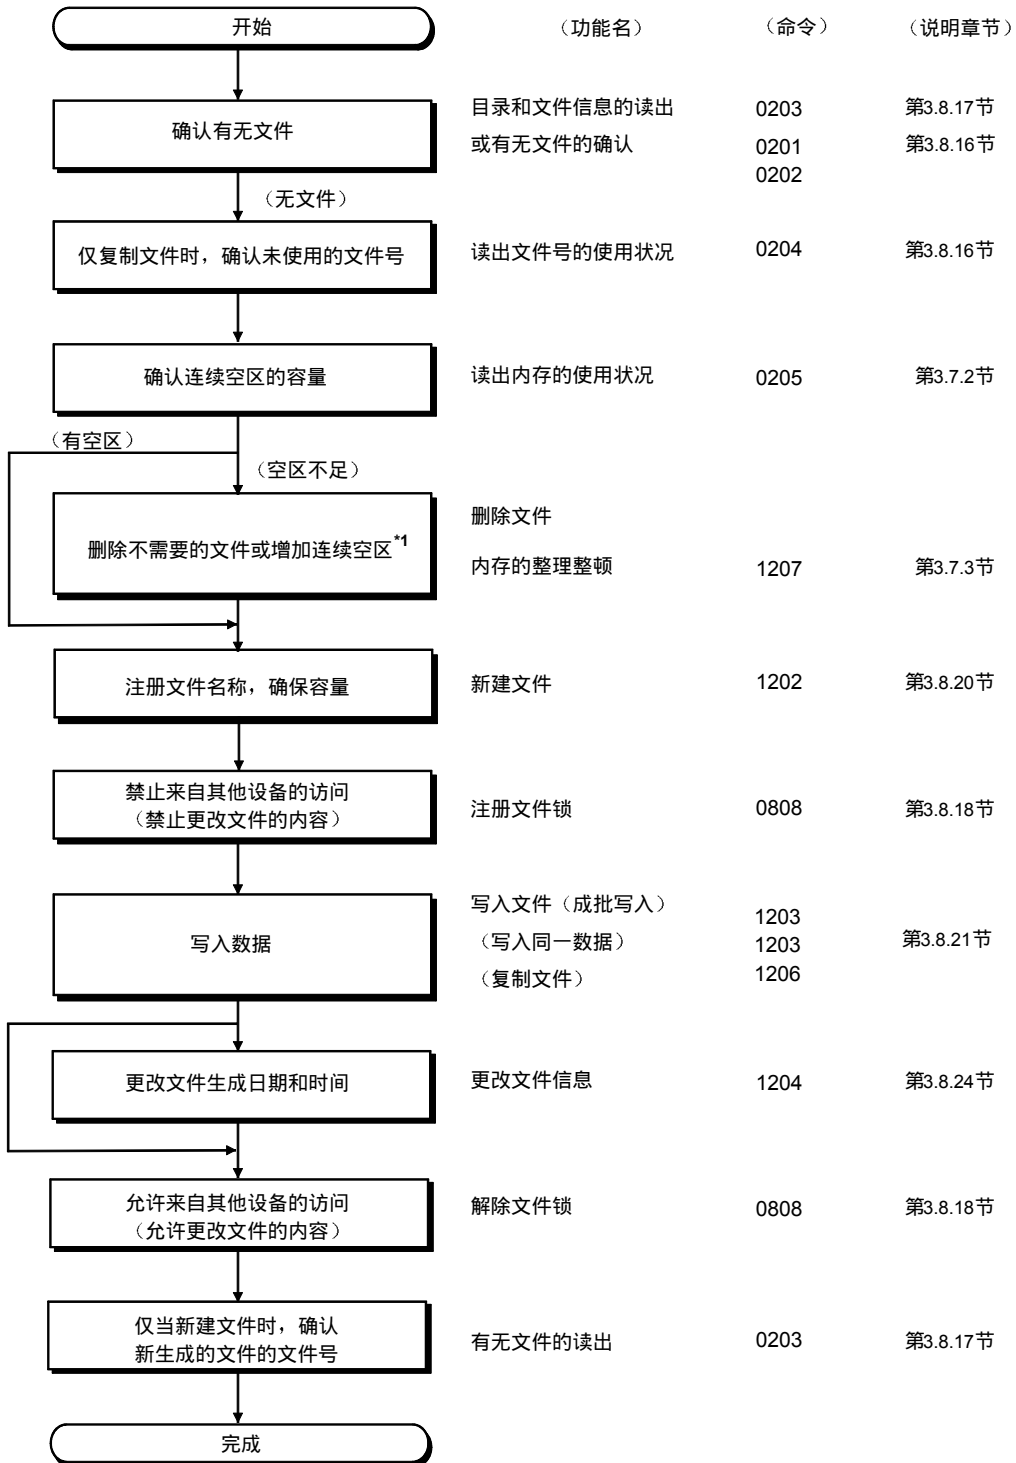 开始 （功能名） （命令） （说明章节）
确认有无文件 目录和文件信息的读出 0203 第3.8.17节
或有无文件的确认 0201 第3.8.16节
0202
（无文件）
仅复制文件时，确认未使用的文件号 读出文件号的使用状况 0204 第3.8.16节
确认连续空区的容量 读出内存的使用状况 0205 第3.7.2节
（有空区）
（空区不足）
删除文件
删除不需要的文件或增加连续空区*1 内存的整理整顿 1207 第3.7.3节
注册文件名称，确保容量 新建文件 1202 第3.8.20节
禁止来自其他设备的访问
（禁止更改文件的内容） 注册文件锁 0808 第3.8.18节
写入文件（成批写入） 1203
写入数据 （写入同一数据） 1203 第3.8.21节
（复制文件） 1206
更改文件生成日期和时间 更改文件信息 1204 第3.8.24节
允许来自其他设备的访问 解除文件锁 0808 第3.8.18节
（允许更改文件的内容）
仅当新建文件时，确认
新生成的文件的文件号 有无文件的读出 0203 第3.8.17节
完成